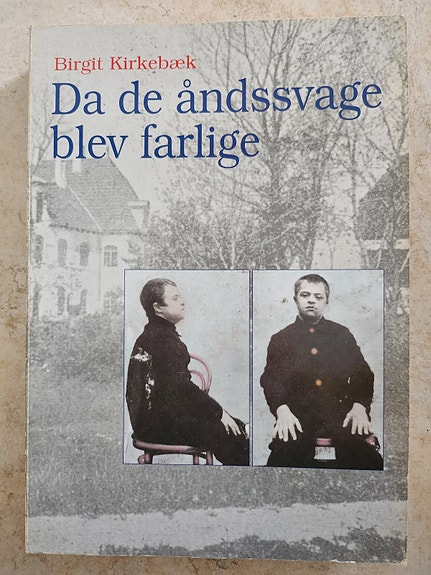 Birgit Kirkebæk
Da de åndssvage
blev farlige